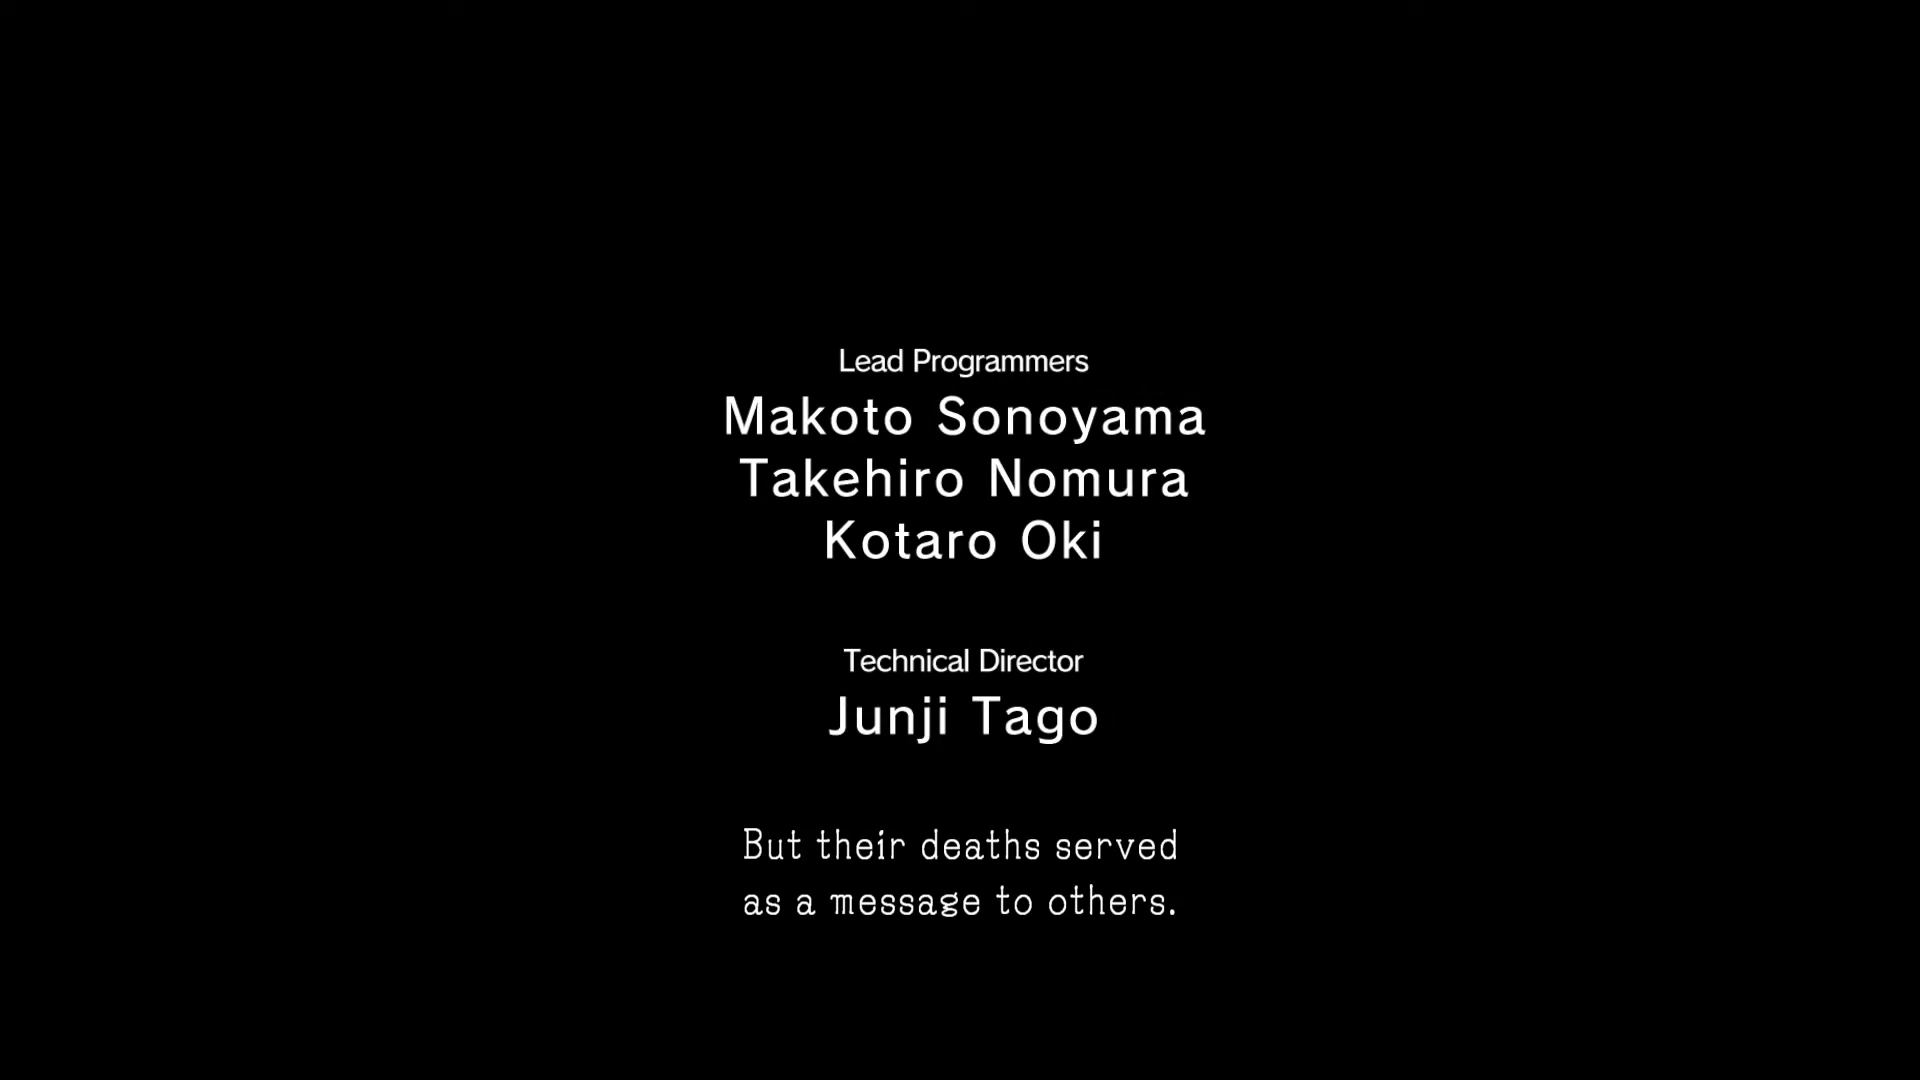 Lead Programmers
Makoto Sonoyama
Takehiro Nomura
Kotaro Oki
Technical Director
Junji Tago
But their deaths served
as a message to others.